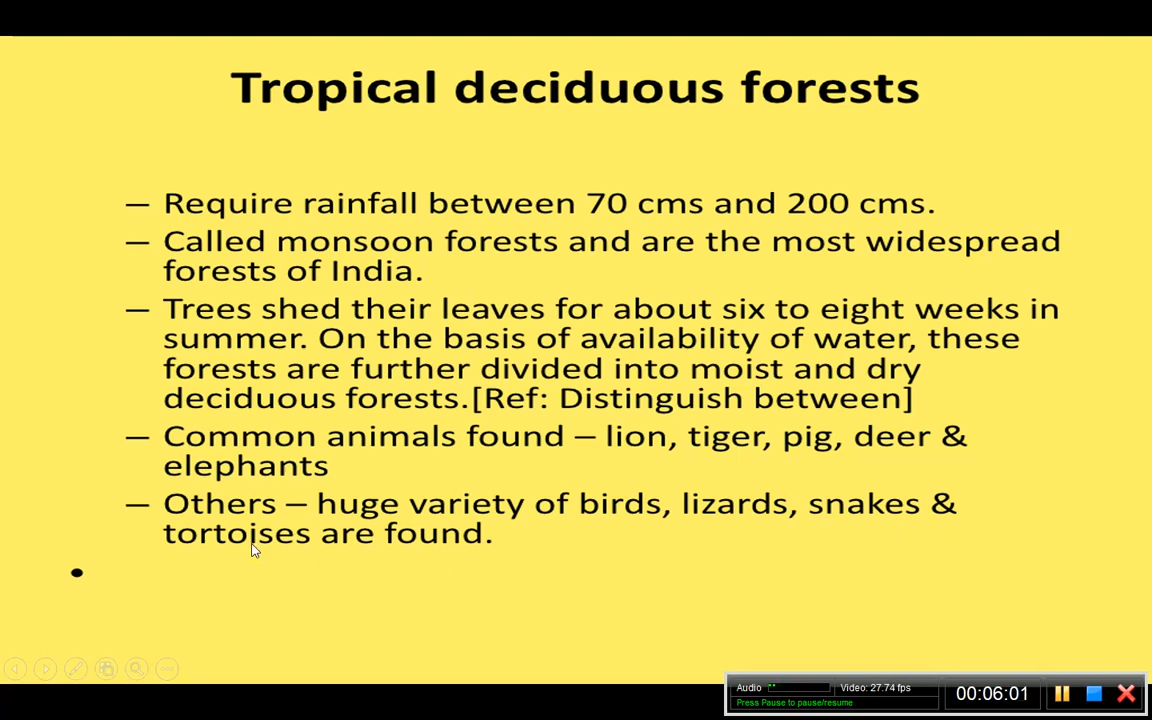 Tropical deciduous forests
– Require rainfall between 70 cms and 200 cms.
– Called monsoon forests and are the most widespread
forests of India.
– Trees shed their leaves for about six to eight weeks in
summer. On the basis of availability of water, these
forests are further divided into moist and dry
deciduous forests.[Ref: Distinguish between]
– Common animals found – lion, tiger, pig, deer &
elephants
– Others – huge variety of birds, lizards, snakes &
tortoises are found.
•
Audio Video: 27.74 fps
Press Pause to pause/resume
00:06:01